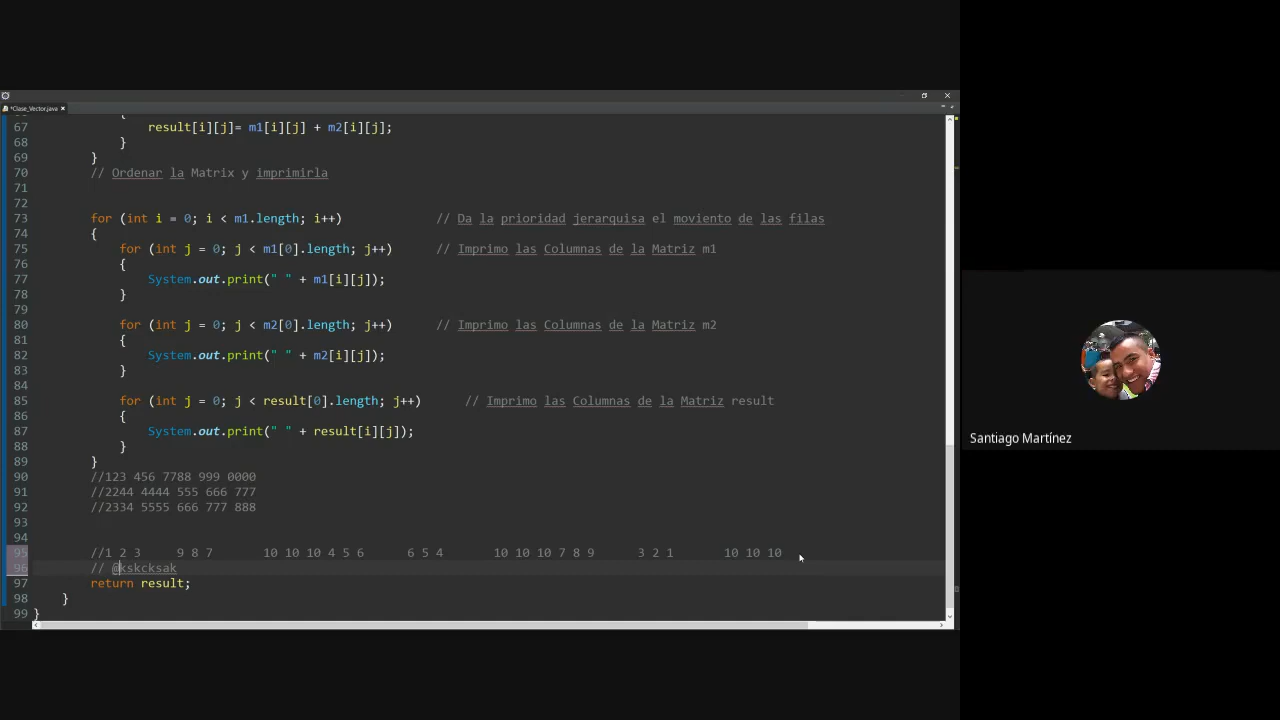 *Clase_Vector.java
67 result[i][j]= m1[i][j] + m2[i][j];
68 }
69 }
70 // Ordenar la Matrix y imprimirla
71
72
73 for (int i = 0; i < m1.length; i++) // Da la prioridad jerarquisa el moviento de las filas
74 {
75 for (int j = 0; j < m1[0].length; j++) // Imprimo las Columnas de la Matriz m1
76 {
77 System.out.print(" " + m1[i][j]);
78 }
79
80 for (int j = 0; j < m2[0].length; j++) // Imprimo las Columnas de la Matriz m2
81 {
82 System.out.print(" " + m2[i][j]);
83 }
84
85 for (int j = 0; j < result[0].length; j++) // Imprimo las Columnas de la Matriz result
86 {
87 System.out.print(" " + result[i][j]);
88 }
89 }
90 //123 456 7788 999 0000
91 //2244 4444 555 666 777
92 //2334 5555 666 777 888
93
94
95 //1 2 3 9 8 7 10 10 10 4 5 6 6 5 4 10 10 10 7 8 9 3 2 1 10 10 10
96 // @kskcksak
97 return result;
98 }
99 }
Santiago Martínez